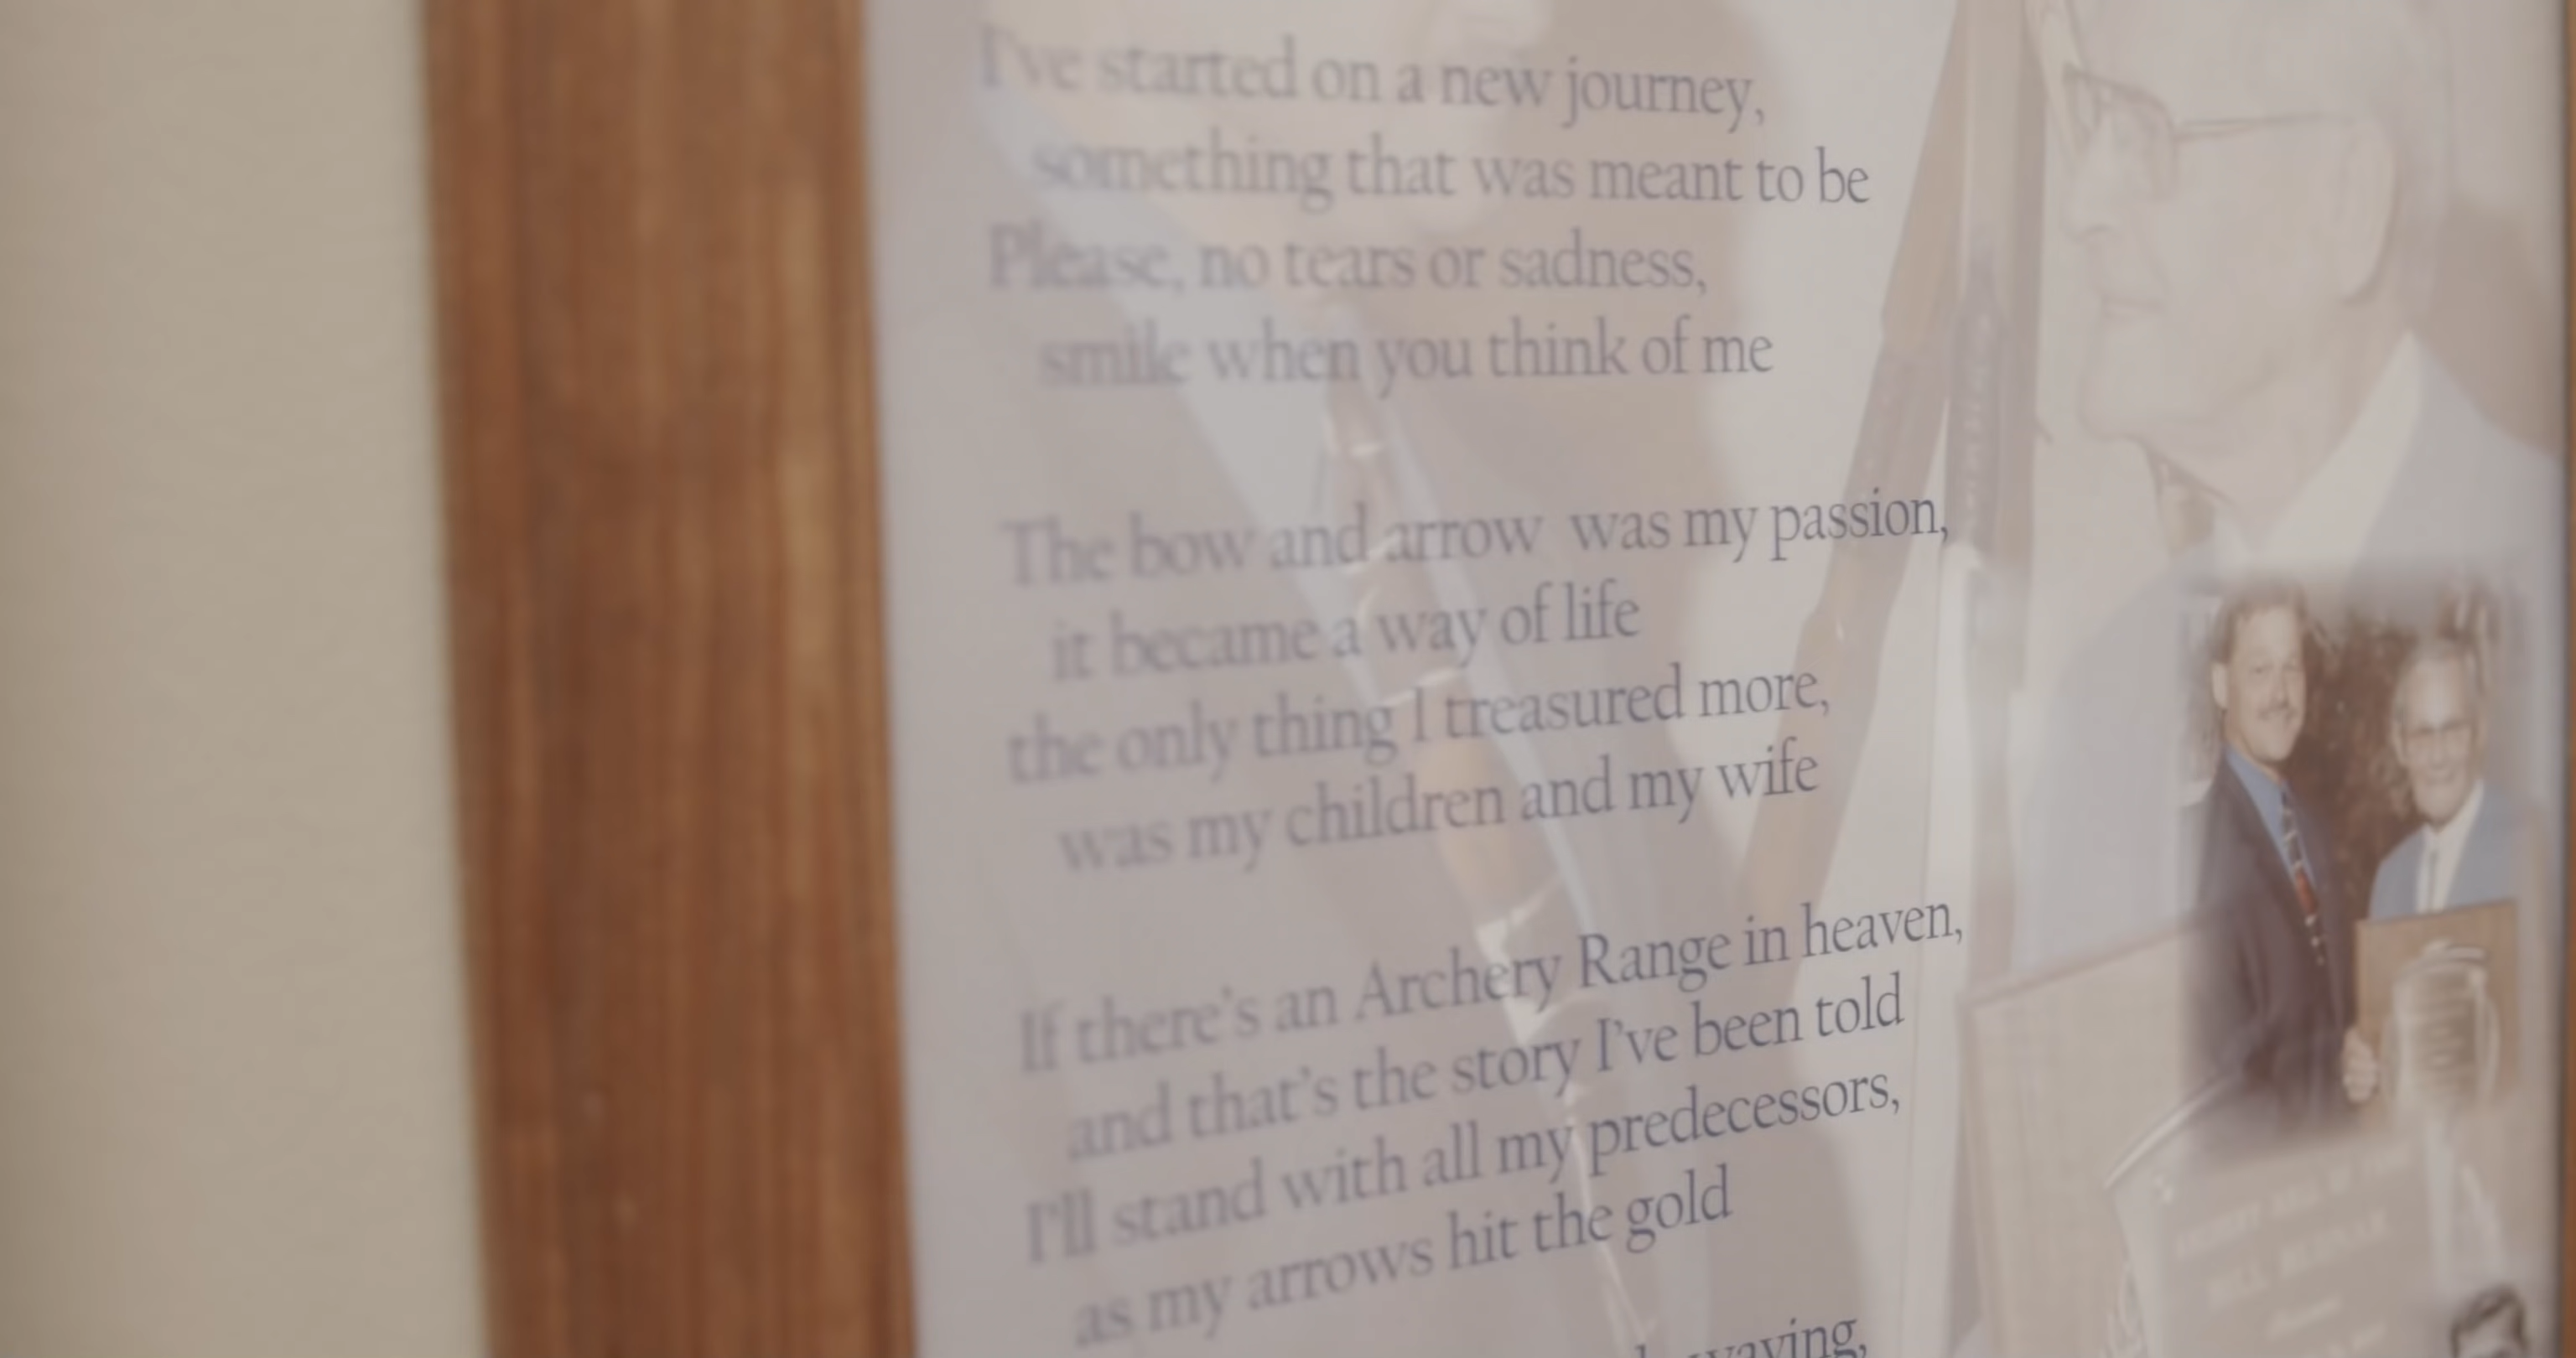 I've started on a new journey,
something that was meant to be
Please, no tears or sadness,
smile when you think of me
The bow and arrow was my passion,
it became a way of life
the only thing I treasured more,
was my children and my wife
If there's an Archery Range in heaven,
and that's the story I've been told
I'll stand with all my predecessors,
as my arrows hit the gold
waving,